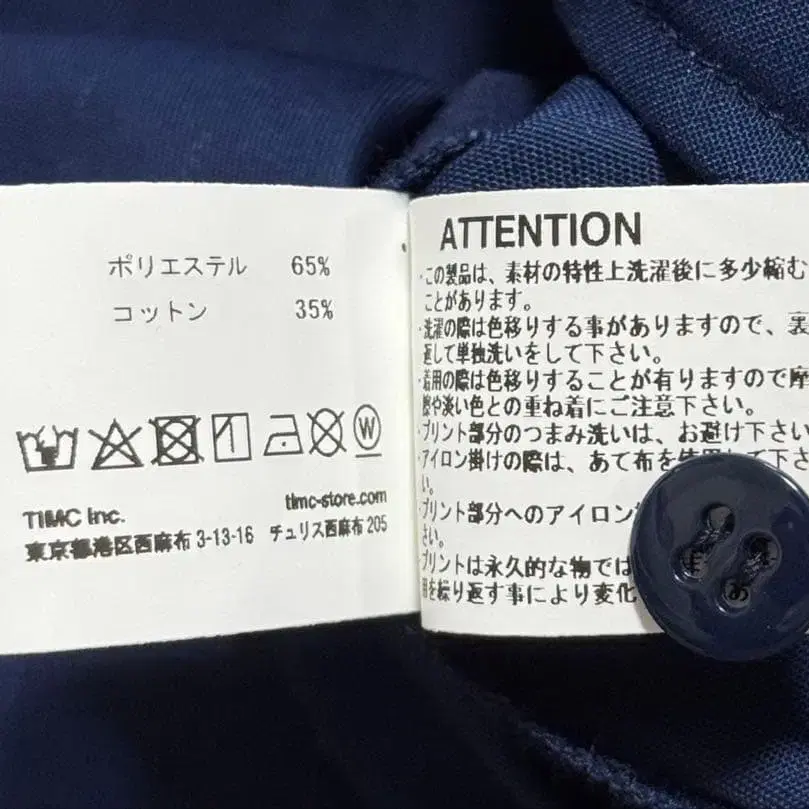 ポリエステル 65%
コットン 35%
W
TIMC Inc. timc-store.com
東京都港区西麻布 3-13-16 チュリス西麻布 205
ATTENTION
・この製品は、素材の特性上洗濯後に多少縮む
ことがあります。
・洗濯の際は色移りする事がありますので、裏
返して単独洗いをして下さい。
・着用の際は色移りすることが有りますので摩
擦や淡い色との重ね着にご注意下さい。
・プリント部分のつまみ洗いは、お避け下さい
・アイロン掛けの際は、あて布を使用して下さ
い。
・プリント部分へのアイロン
さい。
・プリントは永久的な物では
用を繰り返す事により変化